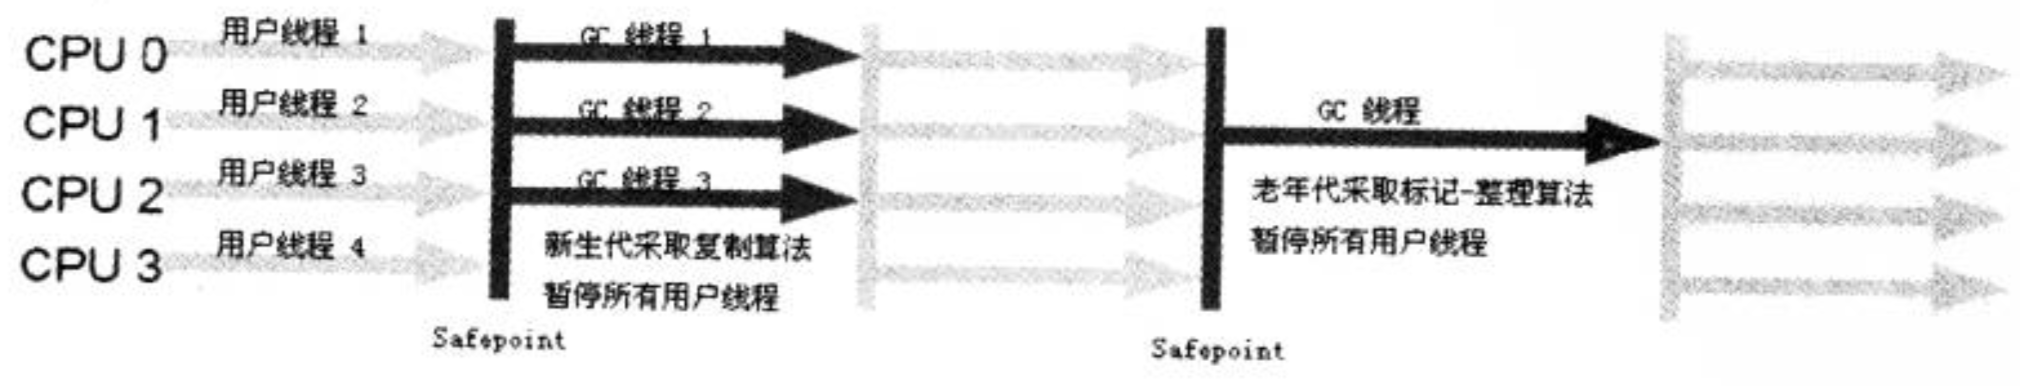 CPU 0 用户线程 1 GC 线程 1
CPU 1 用户线程 2 GC 线程 2 GC 线程
CPU 2 用户线程 3 GC 线程 3 老年代采取标记-整理算法
CPU 3 用户线程 4 新生代采取复制算法 暂停所有用户线程
暂停所有用户线程
Safepoint Safepoint